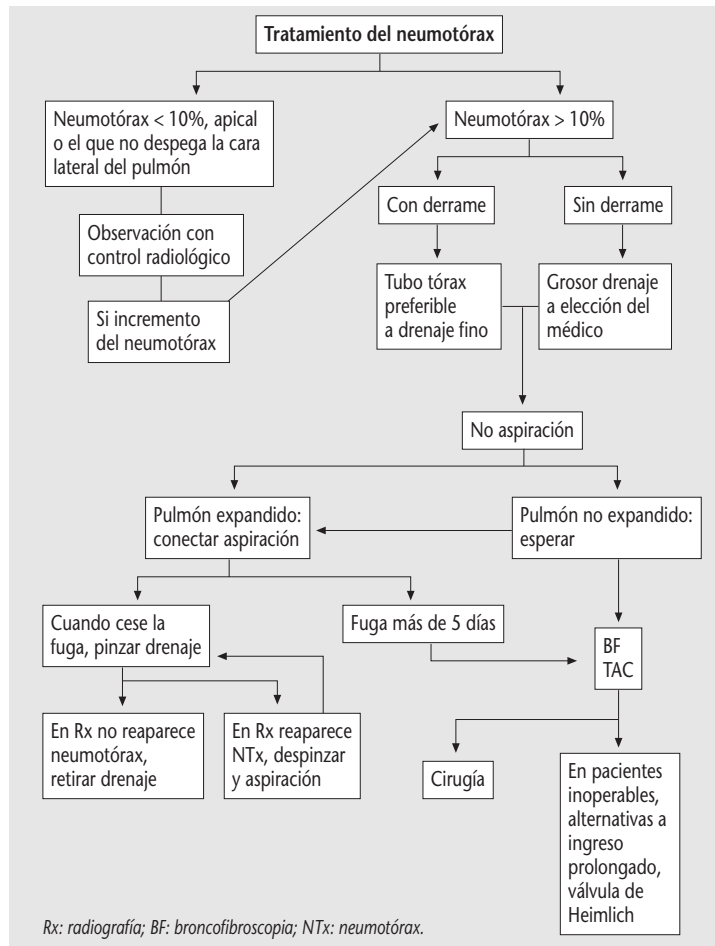 Tratamiento del neumotórax
Neumotórax < 10%, apical
o el que no despega la cara
lateral del pulmón
Neumotórax > 10%
Observación con
control radiológico
Si incremento
del neumotórax
Con derrame
Sin derrame
Tubo tórax
preferible
a drenaje fino
Grosor drenaje
a elección del
médico
No aspiración
Pulmón expandido:
conectar aspiración
Pulmón no expandido:
esperar
Cuando cese la
fuga, pinzar drenaje
Fuga más de 5 días
BF
TAC
En Rx no reaparece
neumotórax,
retirar drenaje
En Rx reaparece
NTx, despinzar
y aspiración
Cirugía
En pacientes
inoperables,
alternativas a
ingreso
prolongado,
válvula de
Heimlich
Rx: radiografía; BF: broncofibroscopia; NTx: neumotórax.